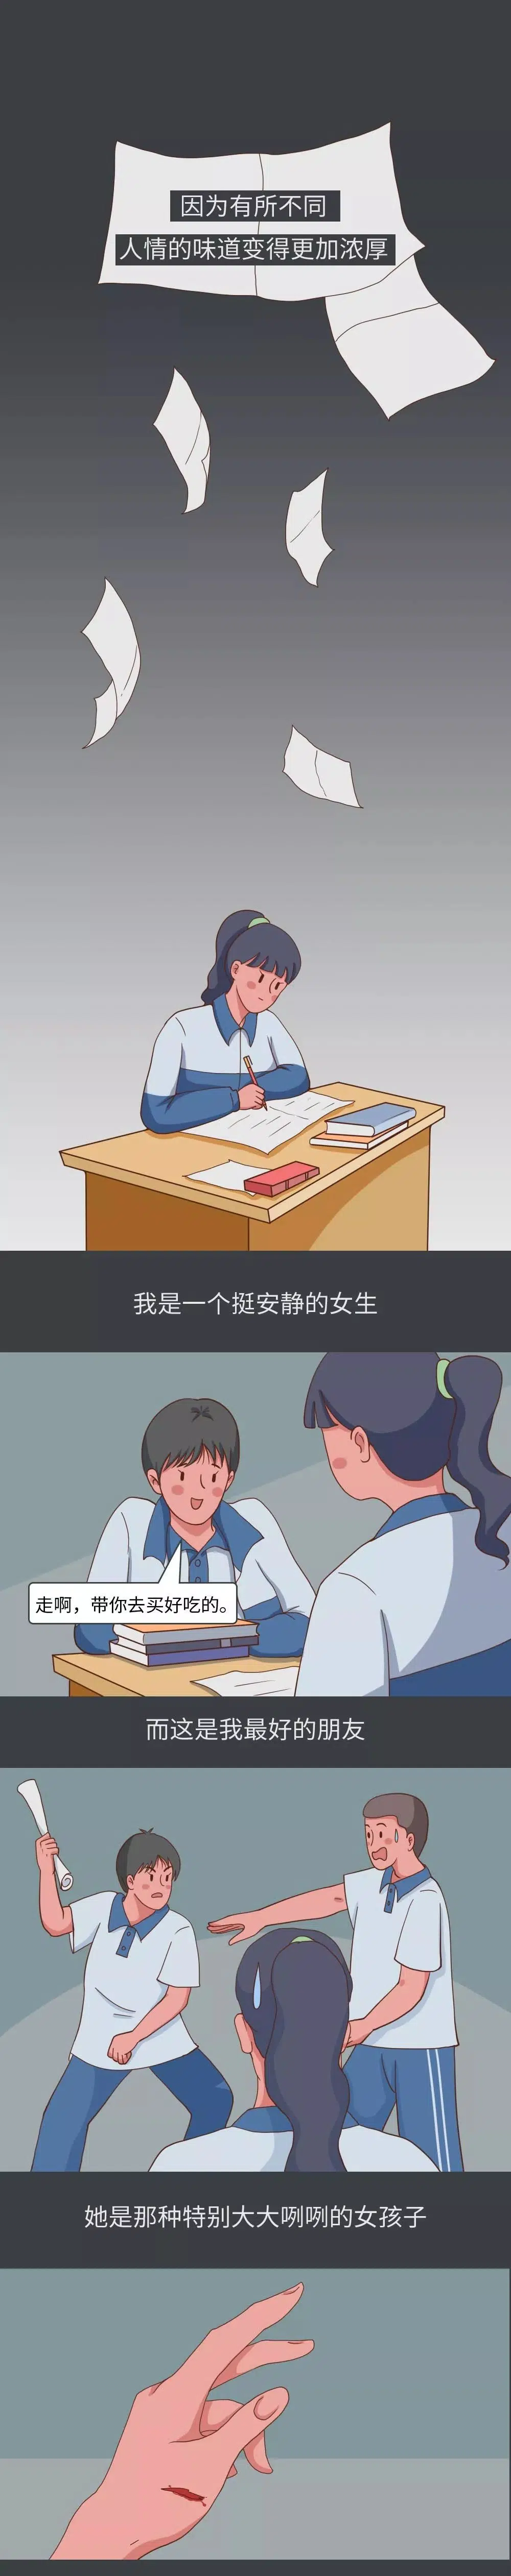 因为有所不同
人情的味道变得更加浓厚
我是一个挺安静的女生
走啊，带你去买好吃的。
而这是我最好的朋友
她是那种特别大大咧咧的女孩子